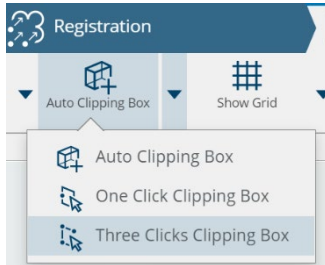 Registration
Auto Clipping Box
Show Grid
Auto Clipping Box
One Click Clipping Box
Three Clicks Clipping Box